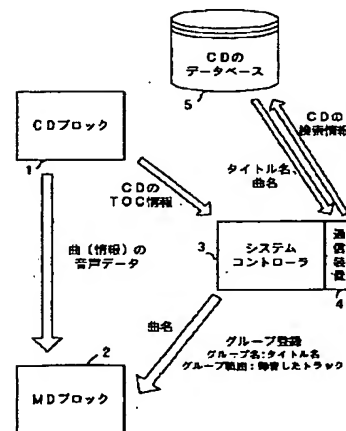 CDの
データベース
5
CDブロック
1
CDの
検索情報
タイトル名、
曲名
CDの
TOC情報
曲(情報)の
音声データ
3
システム
コントローラ
通信装置
4
曲名
グループ登録
グループ名:タイトル名
グループ範囲:録音したトラック
2
MDブロック